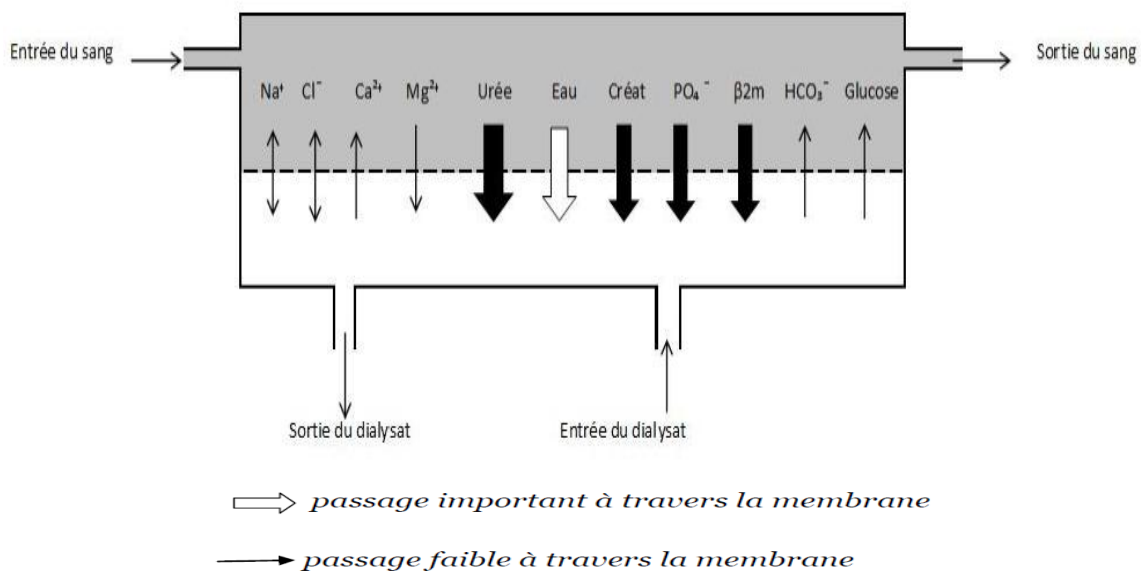 Entrée du sang
Sortie du sang
Na⁺ Cl⁻ Ca²⁺ Mg²⁺ Urée Eau Créat PO₄⁻ β2m HCO₃⁻ Glucose
Sortie du dialysat Entrée du dialysat
passage important à travers la membrane
passage faible à travers la membrane